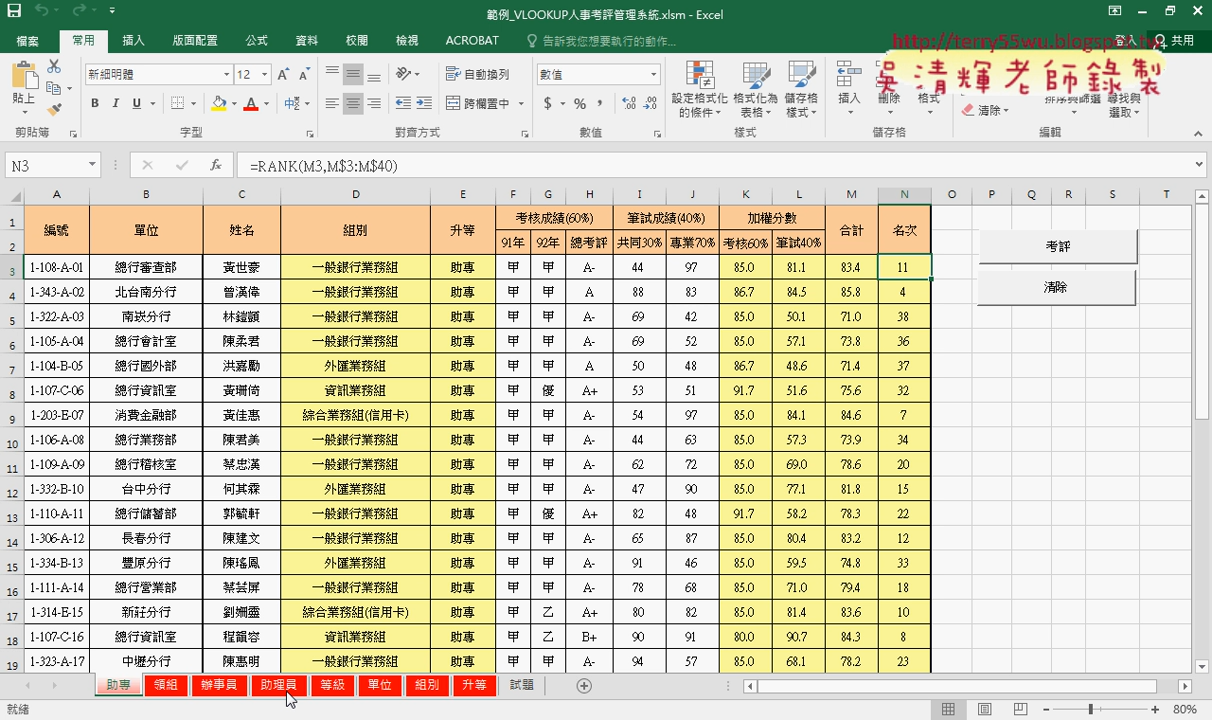 範例_VLOOKUP人事考評管理系統.xlsm - Excel
檔案 常用 插入 版面配置 公式 資料 校閱 檢視 ACROBAT 告訴我您想要執行的動作... 登入 共用
http://terry55wu.blogspot.tw
吳清輝老師錄製
新細明體 12 自動換列 數值
貼上 B I U 跨欄置中 $ % 設定格式化的條件 格式化為表格 儲存格樣式 插入 刪除 格式 清除 排序與篩選 尋找與選取
剪貼簿 字型 對齊方式 數值 樣式 儲存格 編輯
N3 fx =RANK(M3,M$3:M$40)
A B C D E F G H I J K L M N O P Q R S T
1 編號 單位 姓名 組別 升等 考核成績(60%) 筆試成績(40%) 加權分數 合計 名次
2 91年 92年 總考評 共同30% 專業70% 考核60% 筆試40%
考評
清除
3 1-108-A-01 總行審查部 黃世豪 一般銀行業務組 助專 甲 甲 A- 44 97 85.0 81.1 83.4 11
4 1-343-A-02 北台南分行 曾漢偉 一般銀行業務組 助專 甲 甲 A 88 83 86.7 84.5 85.8 4
5 1-322-A-03 南崁分行 林鎧顗 一般銀行業務組 助專 甲 甲 A- 69 42 85.0 50.1 71.0 38
6 1-105-A-04 總行會計室 陳柔君 一般銀行業務組 助專 甲 甲 A- 69 52 85.0 57.1 73.8 36
7 1-104-B-05 總行國外部 洪嘉勵 外匯業務組 助專 甲 甲 A 50 48 86.7 48.6 71.4 37
8 1-107-C-06 總行資訊室 黃珊倚 資訊業務組 助專 甲 優 A+ 53 51 91.7 51.6 75.6 32
9 1-203-E-07 消費金融部 黃佳惠 綜合業務組(信用卡) 助專 甲 甲 A- 54 97 85.0 84.1 84.6 7
10 1-106-A-08 總行業務部 陳君美 一般銀行業務組 助專 甲 甲 A- 44 63 85.0 57.3 73.9 34
11 1-109-A-09 總行稽核室 蔡忠漢 一般銀行業務組 助專 甲 甲 A- 62 72 85.0 69.0 78.6 20
12 1-332-B-10 台中分行 何其霖 外匯業務組 助專 甲 甲 A- 47 90 85.0 77.1 81.8 15
13 1-110-A-11 總行儲蓄部 郭毓軒 一般銀行業務組 助專 甲 優 A+ 82 48 91.7 58.2 78.3 22
14 1-306-A-12 長春分行 陳建文 一般銀行業務組 助專 甲 甲 A- 65 87 85.0 80.4 83.2 12
15 1-334-B-13 豐原分行 陳瑤鳳 外匯業務組 助專 甲 甲 A- 91 46 85.0 59.5 74.8 33
16 1-111-A-14 總行營業部 蔡芸屏 一般銀行業務組 助專 甲 甲 A- 78 68 85.0 71.0 79.4 18
17 1-314-E-15 新莊分行 劉姍靈 綜合業務組(信用卡) 助專 甲 乙 A+ 80 82 85.0 81.4 83.6 10
18 1-107-C-16 總行資訊室 程韻容 資訊業務組 助專 甲 乙 B+ 90 91 80.0 90.7 84.3 8
19 1-323-A-17 中壢分行 陳惠明 一般銀行業務組 助專 甲 甲 A- 94 57 85.0 68.1 78.2 23
助專 領組 辦事員 助理員 等級 單位 組別 升等 試題
就緒 80%